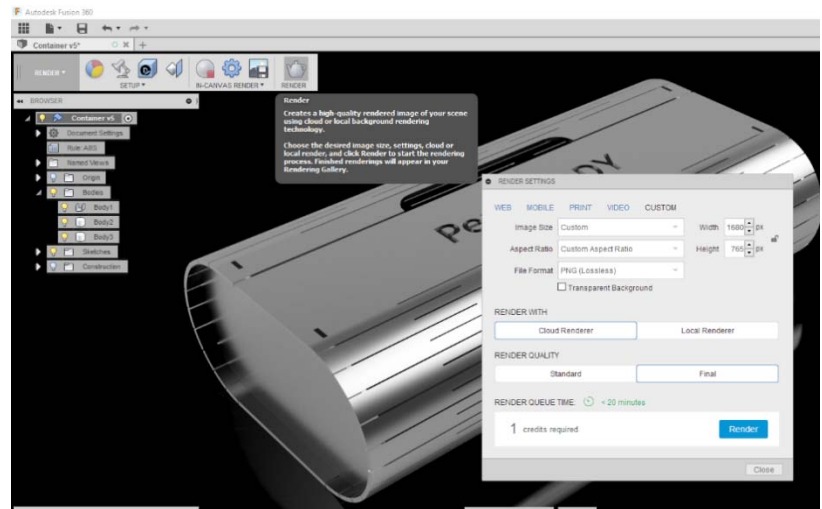 Autodesk Fusion 360
Container v5*
RENDER
SETUP
IN-CANVAS RENDER
RENDER
BROWSER
Container v5
Document Settings
Rule: ABS
Named Views
Origin
Bodies
Body1
Body2
Body3
Sketches
Construction
Render
Creates a high-quality rendered image of your scene
using cloud or local background rendering
technology.
Choose the desired image size, settings, cloud or
local render, and click Render to start the rendering
process. Finished renderings will appear in your
Rendering Gallery.
RENDER SETTINGS
WEB MOBILE PRINT VIDEO CUSTOM
Image Size Custom Width 1680 px
Aspect Ratio Custom Aspect Ratio Height 765 px
File Format PNG (Lossless)
Transparent Background
RENDER WITH
Cloud Renderer Local Renderer
RENDER QUALITY
Standard Final
RENDER QUEUE TIME: < 20 minutes
1 credits required Render
Close